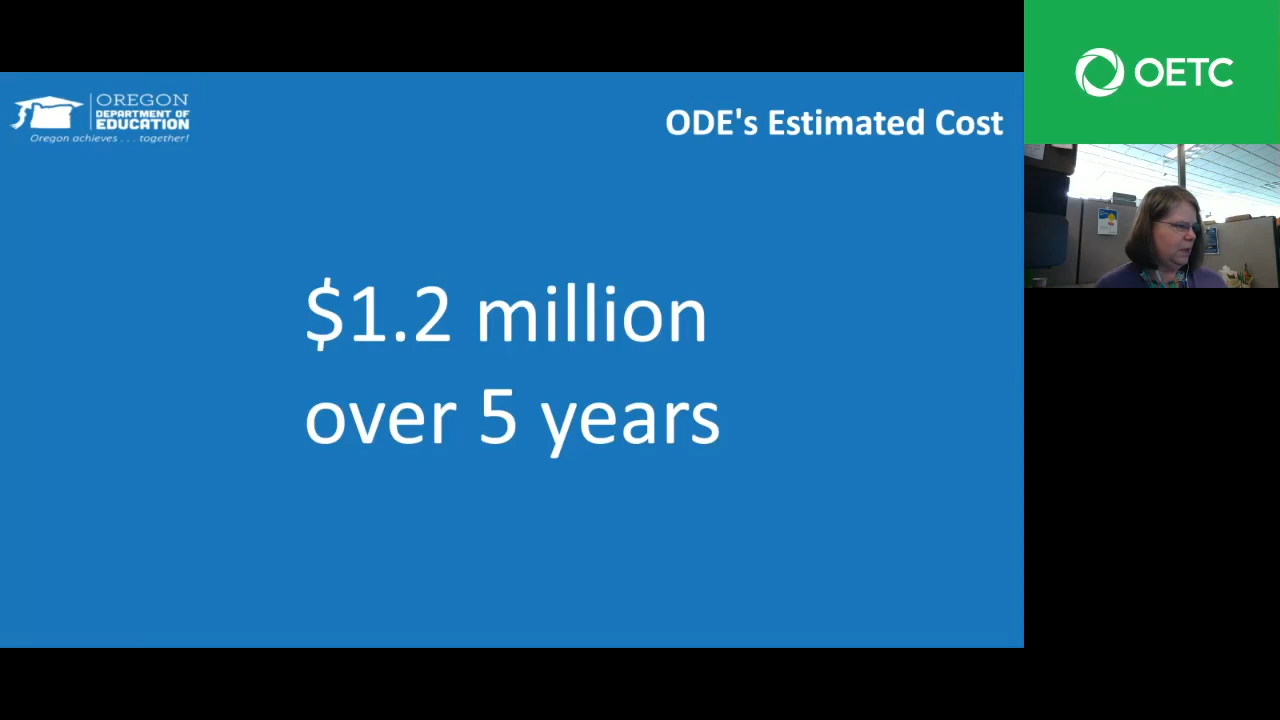 OREGON
DEPARTMENT OF
EDUCATION
Oregon achieves . . . together!
ODE's Estimated Cost
$1.2 million
over 5 years
OETC